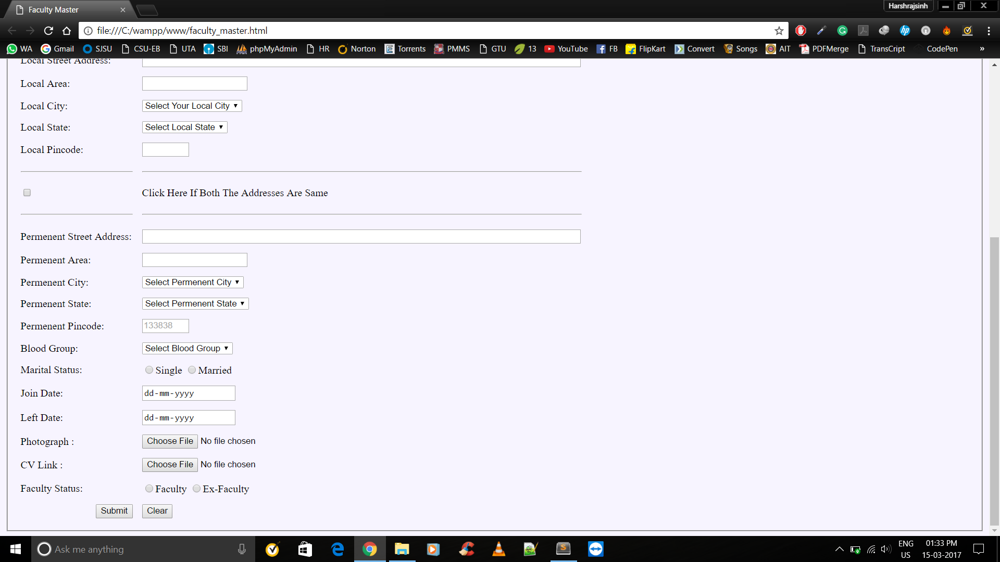 Faculty Master
Harshrajsinh
file:///C:/wampp/www/faculty_master.html
WA Gmail SJSU CSU-EB UTA SBI phpMyAdmin HR Norton Torrents PMMS GTU 13 YouTube FB FlipKart Convert Songs AIT PDFMerge TransCript CodePen »
Local Street Address:
Local Area:
Local City: Select Your Local City
Local State: Select Local State
Local Pincode:
Click Here If Both The Addresses Are Same
Permenent Street Address:
Permenent Area:
Permenent City: Select Permenent City
Permenent State: Select Permenent State
Permenent Pincode: 133838
Blood Group: Select Blood Group
Marital Status: Single Married
Join Date: dd-mm-yyyy
Left Date: dd-mm-yyyy
Photograph : Choose File No file chosen
CV Link : Choose File No file chosen
Faculty Status: Faculty Ex-Faculty
Submit Clear
Ask me anything
ENG 01:33 PM
US 15-03-2017